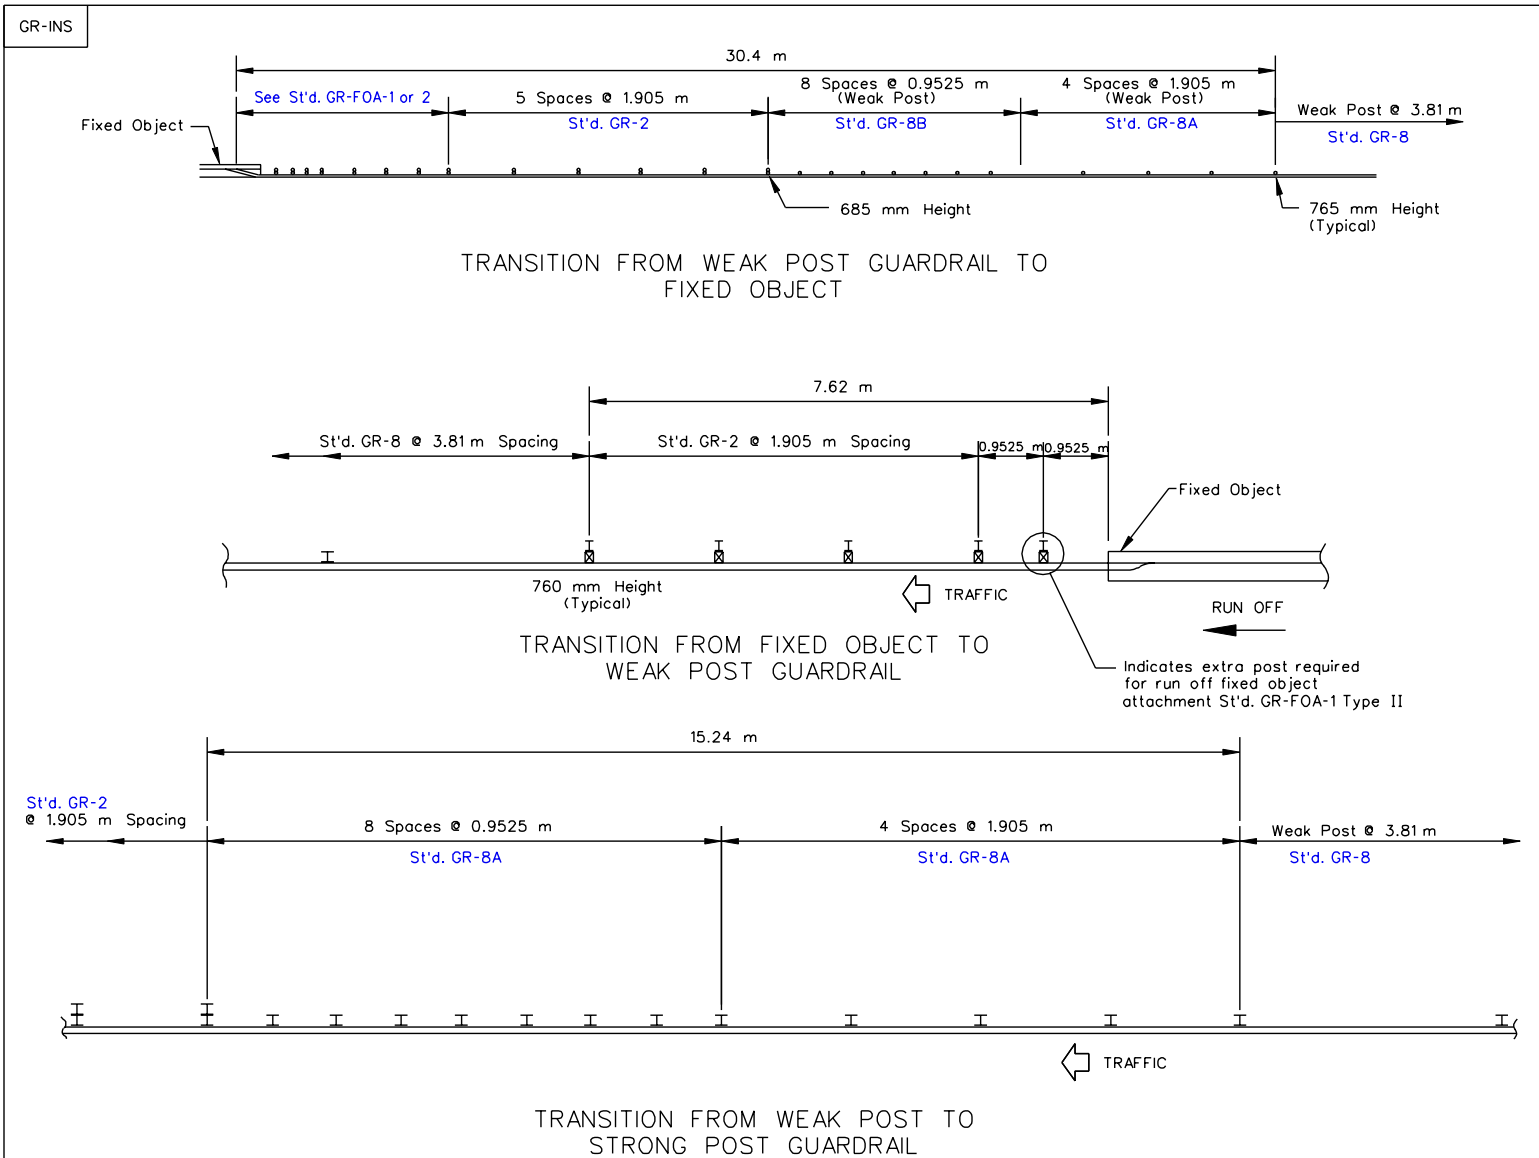 GR-INS
30.4 m
See St'd. GR-FOA-1 or 2
5 Spaces @ 1.905 m
St'd. GR-2
8 Spaces @ 0.9525 m
(Weak Post)
St'd. GR-8B
4 Spaces @ 1.905 m
(Weak Post)
St'd. GR-8A
Weak Post @ 3.81 m
St'd. GR-8
Fixed Object
685 mm Height
765 mm Height
(Typical)
TRANSITION FROM WEAK POST GUARDRAIL TO
FIXED OBJECT
7.62 m
St'd. GR-8 @ 3.81 m Spacing
St'd. GR-2 @ 1.905 m Spacing
0.9525 m
0.9525 m
Fixed Object
760 mm Height
(Typical)
TRAFFIC
RUN OFF
TRANSITION FROM FIXED OBJECT TO
WEAK POST GUARDRAIL
Indicates extra post required
for run off fixed object
attachment St'd. GR-FOA-1 Type II
15.24 m
St'd. GR-2
@ 1.905 m Spacing
8 Spaces @ 0.9525 m
St'd. GR-8A
4 Spaces @ 1.905 m
St'd. GR-8A
Weak Post @ 3.81 m
St'd. GR-8
TRAFFIC
TRANSITION FROM WEAK POST TO
STRONG POST GUARDRAIL